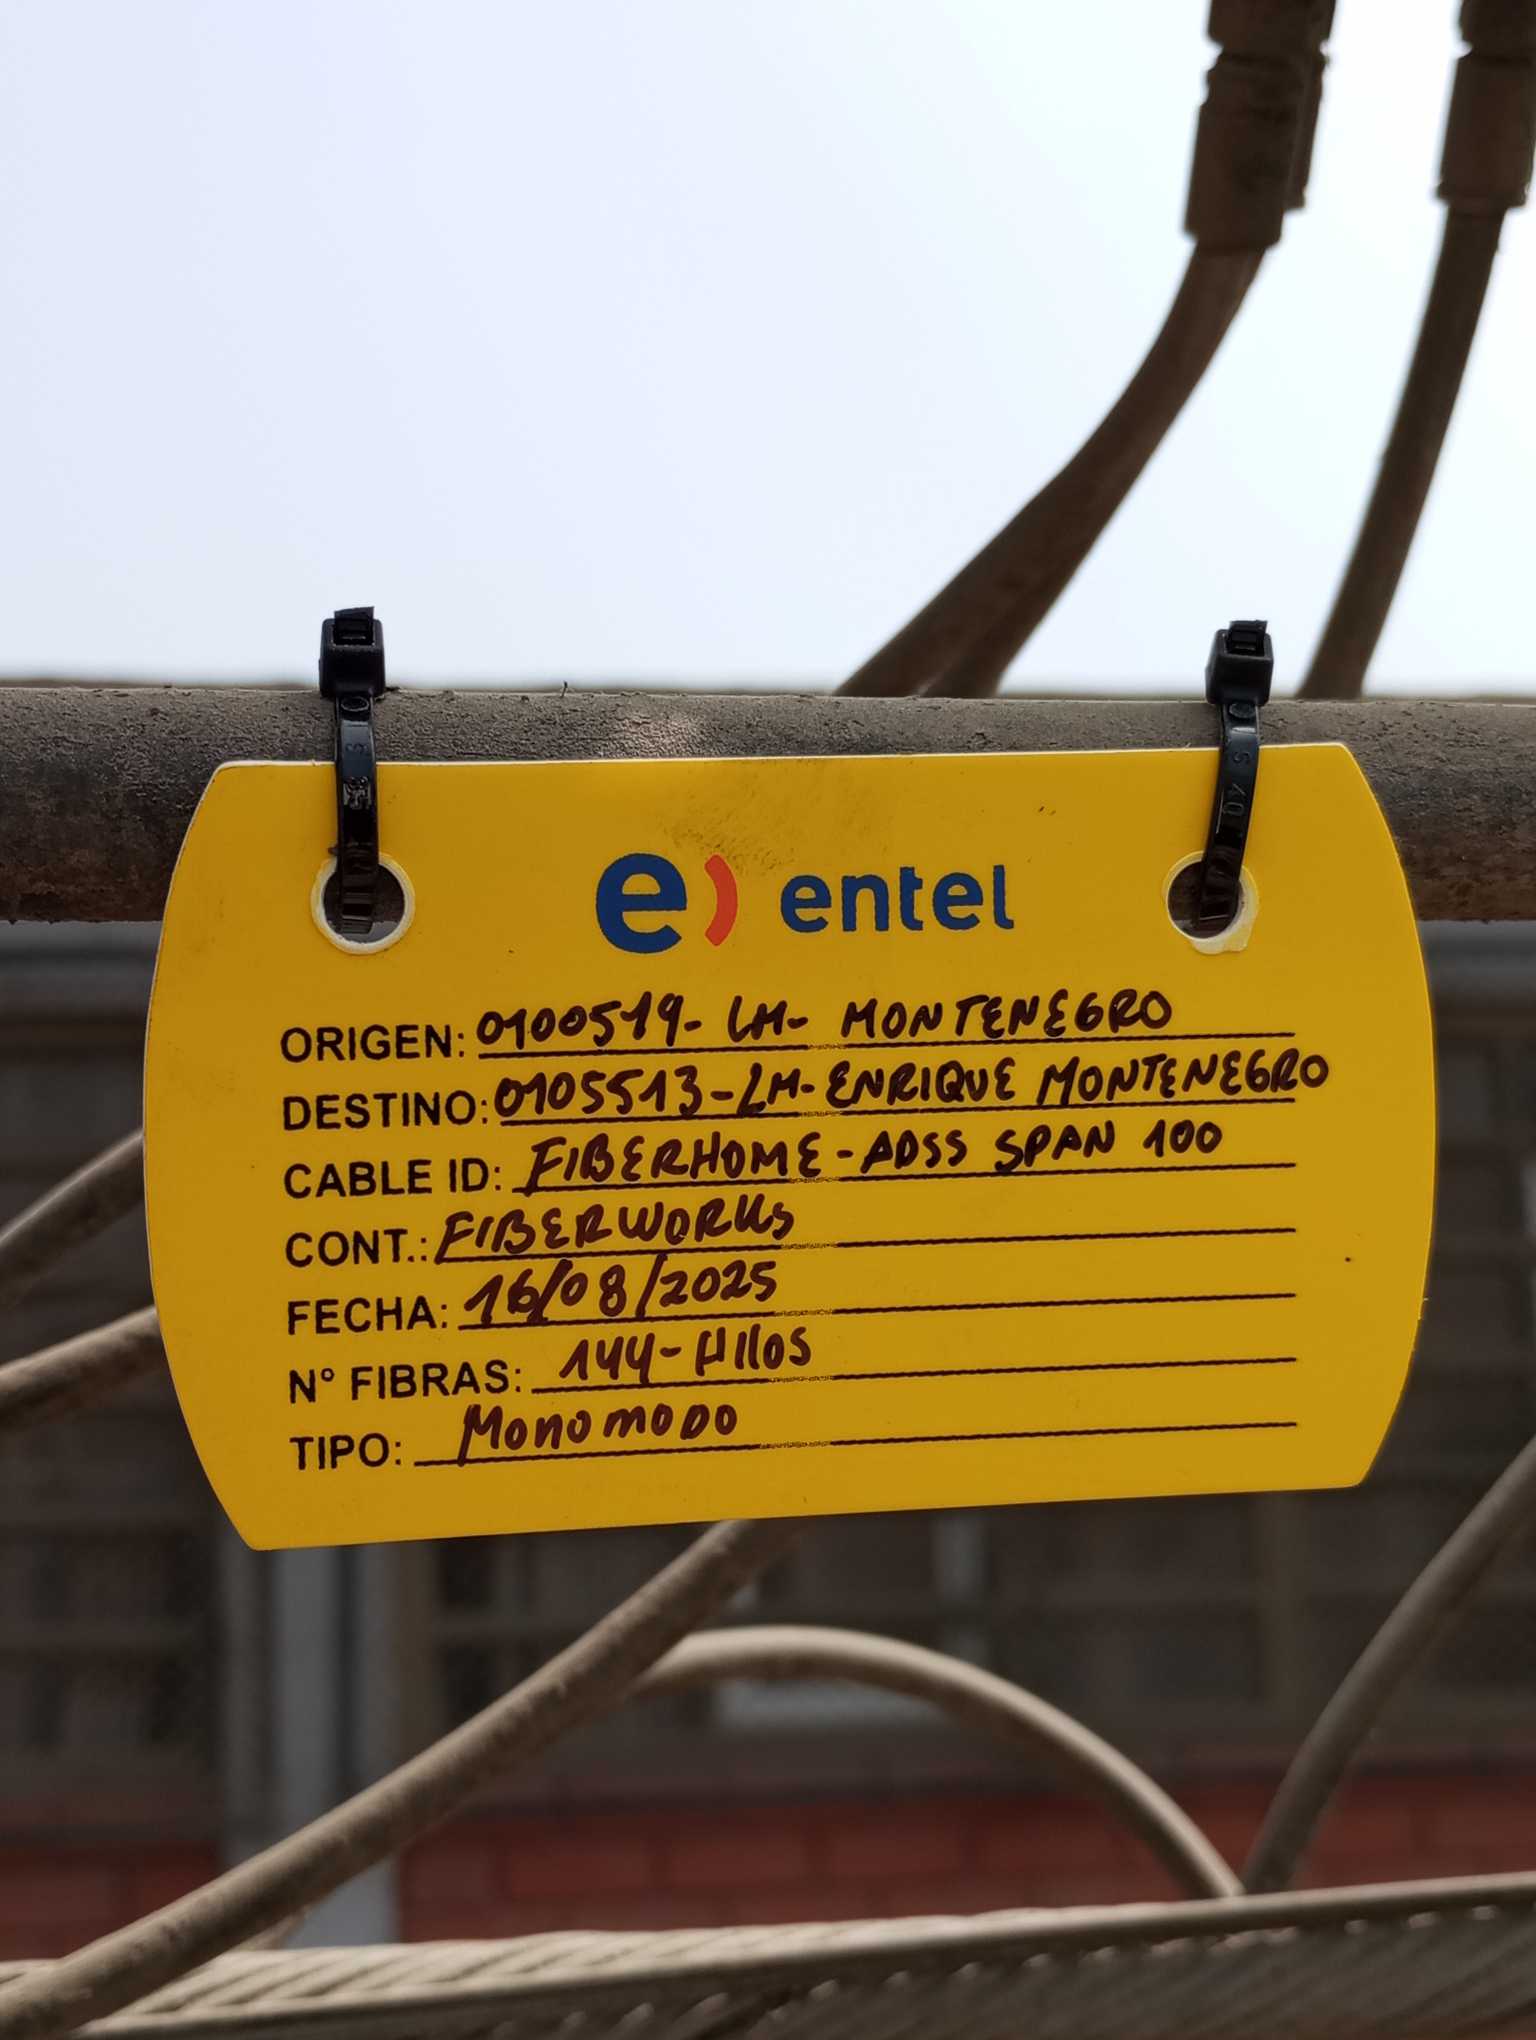 e) entel
ORIGEN: 0100519- LM- MONTENEGRO
DESTINO: 0105513-LM-ENRIQUE MONTENEGRO
CABLE ID: FIBERHOME-ADSS SPAN 100
CONT.: FIBERWORKS
FECHA: 16/08/2025
N° FIBRAS: 144-HIlOS
TIPO: MonomoDo